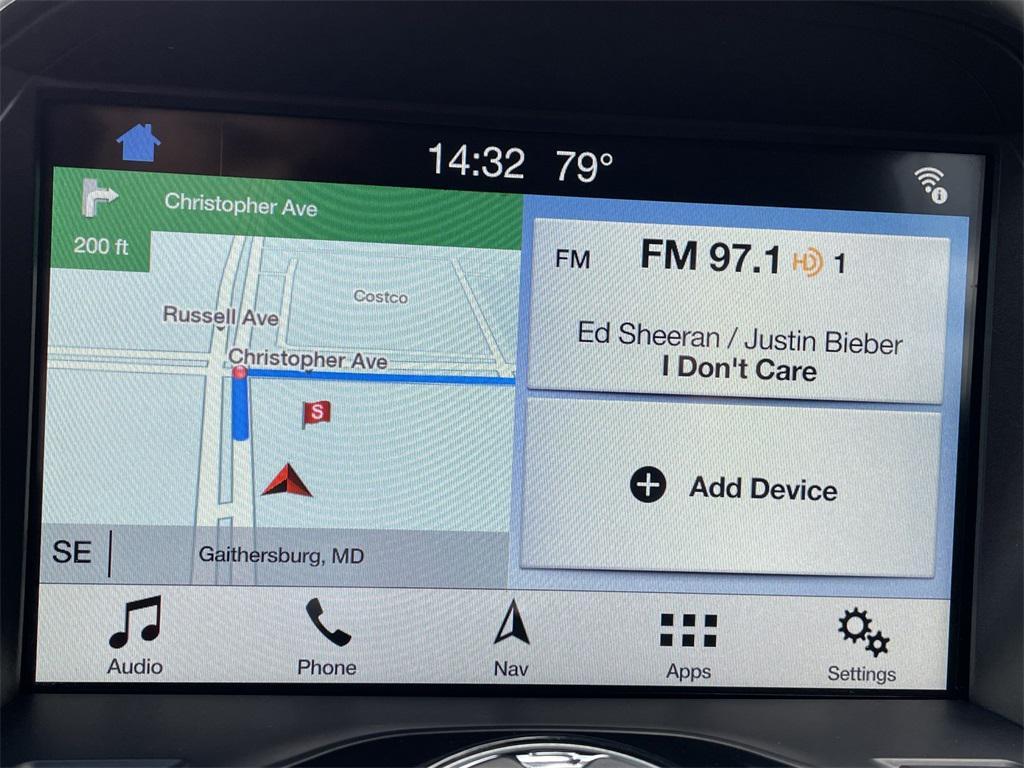 14:32 79°
Christopher Ave
200 ft
Costco
Russell Ave
Christopher Ave
S
SE
Gaithersburg, MD
FM
FM 97.1 HD 1
Ed Sheeran / Justin Bieber
I Don't Care
Add Device
Audio
Phone
Nav
Apps
Settings